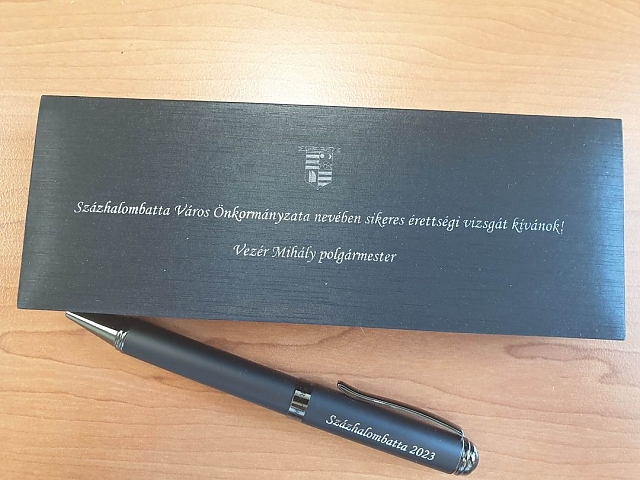 Százhalombatta Város Önkormányzata nevében sikeres érettségi vizsgát kívánok!
Vezér Mihály polgármester
Százhalombatta 2023